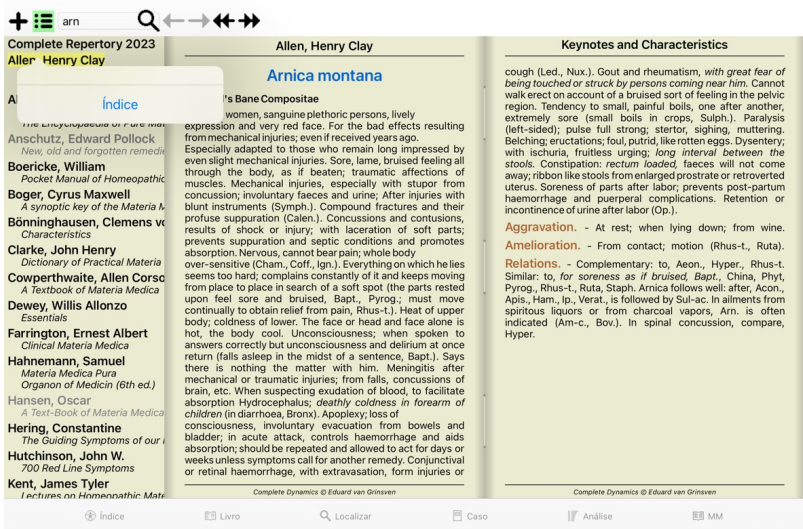 arn
Complete Repertory 2023
Allen, Henry Clay
Índice
The Encyclopaedia of Pure Mat
Anschutz, Edward Pollock
New, old and forgotten remedi
Boericke, William
Pocket Manual of Homeopathic
Boger, Cyrus Maxwell
A synoptic key of the Materia M
Bönninghausen, Clemens vo
Characteristics
Clarke, John Henry
Dictionary of Practical Materia
Cowperthwaite, Allen Corso
A Textbook of Materia Medica
Dewey, Willis Allonzo
Essentials
Farrington, Ernest Albert
Clinical Materia Medica
Hahnemann, Samuel
Materia Medica Pura
Organon of Medicin (6th ed.)
Hansen, Oscar
A Text-Book of Materia Medica
Hering, Constantine
The Guiding Symptoms of our
Hutchinson, John W.
700 Red Line Symptoms
Kent, James Tyler
Lectures on Homeopathic Mate
Allen, Henry Clay
Arnica montana
's Bane Compositae
women, sanguine plethoric persons, lively
expression and very red face. For the bad effects resulting
from mechanical injuries; even if received years ago.
Especially adapted to those who remain long impressed by
even slight mechanical injuries. Sore, lame, bruised feeling all
through the body, as if beaten; traumatic affections of
muscles. Mechanical injuries, especially with stupor from
concussion; involuntary faeces and urine; After injuries with
blunt instruments (Symph.). Compound fractures and their
profuse suppuration (Calen.). Concussions and contusions,
results of shock or injury; with laceration of soft parts;
prevents suppuration and septic conditions and promotes
absorption. Nervous, cannot bear pain; whole body
over-sensitive (Cham., Coff., Ign.). Everything on which he lies
seems too hard; complains constantly of it and keeps moving
from place to place in search of a soft spot (the parts rested
upon feel sore and bruised, Bapt., Pyrog.; must move
continually to obtain relief from pain, Rhus-t.). Heat of upper
body; coldness of lower. The face or head and face alone is
hot, the body cool. Unconsciousness; when spoken to
answers correctly but unconsciousness and delirium at once
return (falls asleep in the midst of a sentence, Bapt.). Says
there is nothing the matter with him. Meningitis after
mechanical or traumatic injuries; from falls, concussions of
brain, etc. When suspecting exudation of blood, to facilitate
absorption Hydrocephalus; deathly coldness in forearm of
children (in diarrhoea, Bronx). Apoplexy; loss of
consciousness, involuntary evacuation from bowels and
bladder; in acute attack, controls haemorrhage and aids
absorption; should be repeated and allowed to act for days or
weeks unless symptoms call for another remedy. Conjunctival
or retinal haemorrhage, with extravasation, form injuries or
Complete Dynamics © Eduard van Grinsven
Keynotes and Characteristics
cough (Led., Nux.). Gout and rheumatism, with great fear of
being touched or struck by persons coming near him. Cannot
walk erect on account of a bruised sort of feeling in the pelvic
region. Tendency to small, painful boils, one after another,
extremely sore (small boils in crops, Sulph.). Paralysis
(left-sided); pulse full strong; stertor, sighing, muttering.
Belching; eructations; foul, putrid, like rotten eggs. Dysentery;
with ischuria, fruitless urging; long interval between the
stools. Constipation: rectum loaded, faeces will not come
away; ribbon like stools from enlarged prostrate or retroverted
uterus. Soreness of parts after labor; prevents post-partum
haemorrhage and puerperal complications. Retention or
incontinence of urine after labor (Op.).
Aggravation. - At rest; when lying down; from wine.
Amelioration. - From contact; motion (Rhus-t., Ruta).
Relations. - Complementary: to, Aeon., Hyper., Rhus-t.
Similar: to, for soreness as if bruised, Bapt., China, Phyt,
Pyrog., Rhus-t., Ruta, Staph. Arnica follows well: after, Acon.,
Apis., Ham., Ip., Verat., is followed by Sul-ac. In ailments from
spiritous liquors or from charcoal vapors, Arn. is often
indicated (Am-c., Bov.). In spinal concussion, compare,
Hyper.
Complete Dynamics © Eduard van Grinsven
Índice
Livro
Localizar
Caso
Análise
MM